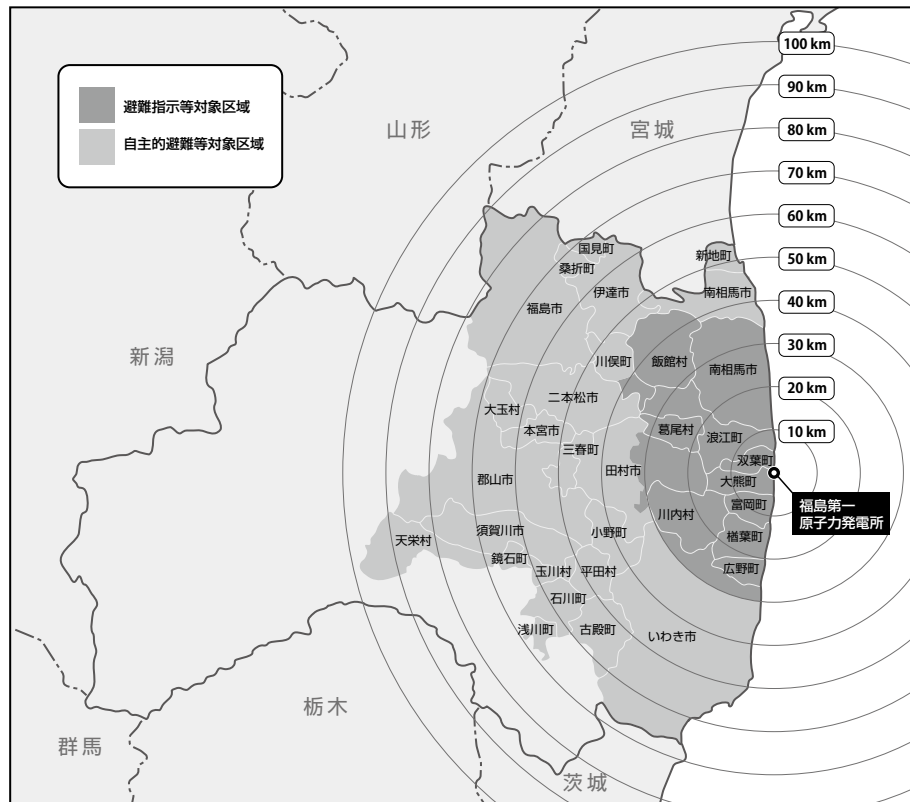 100 km
90 km
80 km
70 km
60 km
50 km
40 km
30 km
20 km
10 km
避難指示等対象区域
自主的避難等対象区域
山形
宮城
新潟
国見町
桑折町
伊達市
福島市
新地町
南相馬市
川俣町
飯館村
南相馬市
二本松市
大玉村
本宮市
三春町
葛尾村
浪江町
双葉町
田村市
大熊町
郡山市
富岡町
福島第一
原子力発電所
川内村
須賀川市
小野町
楢葉町
天栄村
鏡石町
玉川村
平田村
広野町
石川町
浅川町
古殿町
いわき市
栃木
群馬
茨城